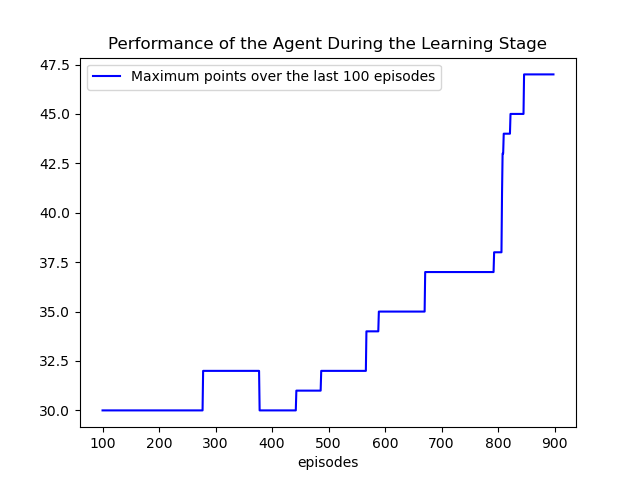 Performance of the Agent During the Learning Stage
Maximum points over the last 100 episodes
47.5
45.0
42.5
40.0
37.5
35.0
32.5
30.0
100 200 300 400 500 600 700 800 900
episodes